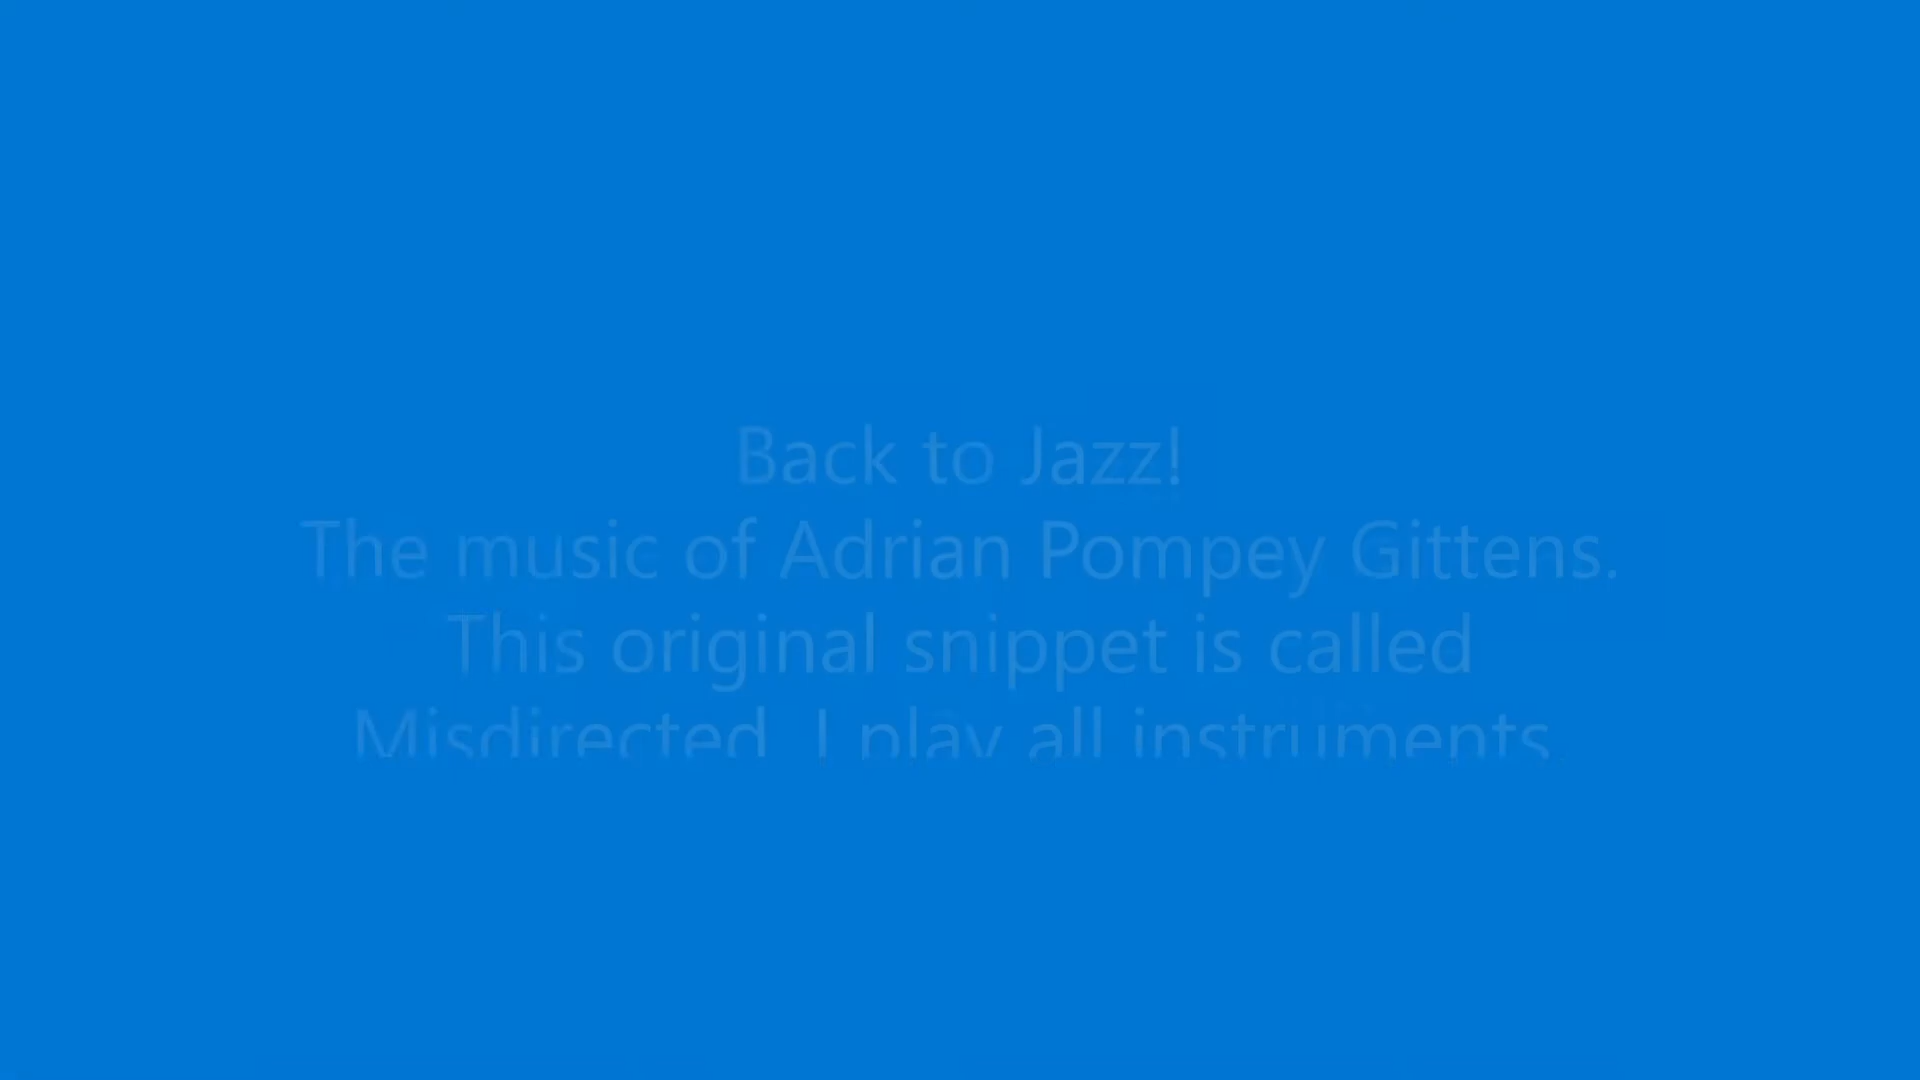 Back to Jazz!
The music of Adrian Pompey Gittens.
This original snippet is called
Misdirected I play all instruments